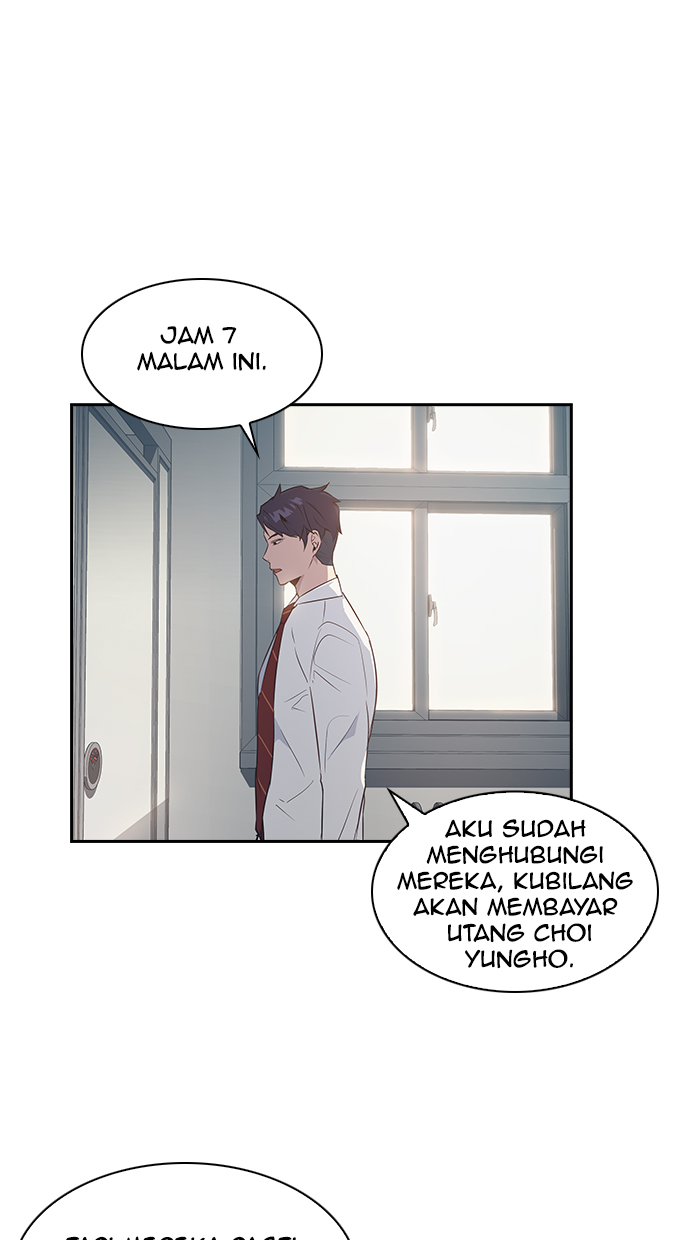 JAM 7
MALAM INI.
AKU SUDAH
MENGHUBUNGI
MEREKA, KUBILANG
AKAN MEMBAYAR
UTANG CHOI
YUNGHO.